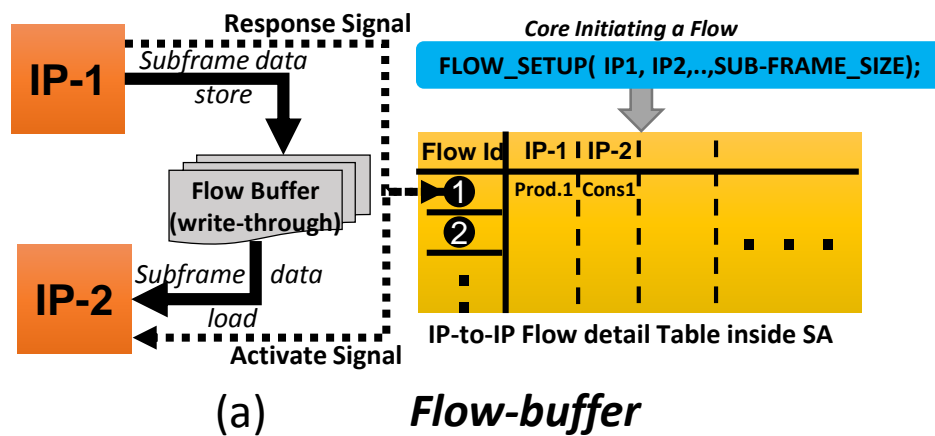 Response Signal
Core Initiating a Flow
FLOW_SETUP( IP1, IP2,..,SUB-FRAME_SIZE);
IP-1
Subframe data
store
Flow Id IP-1 IP-2
Flow Buffer
(write-through)
1 Prod.1 Cons1
2
. . .
IP-2
Subframe data
load
Activate Signal
IP-to-IP Flow detail Table inside SA
(a) Flow-buffer